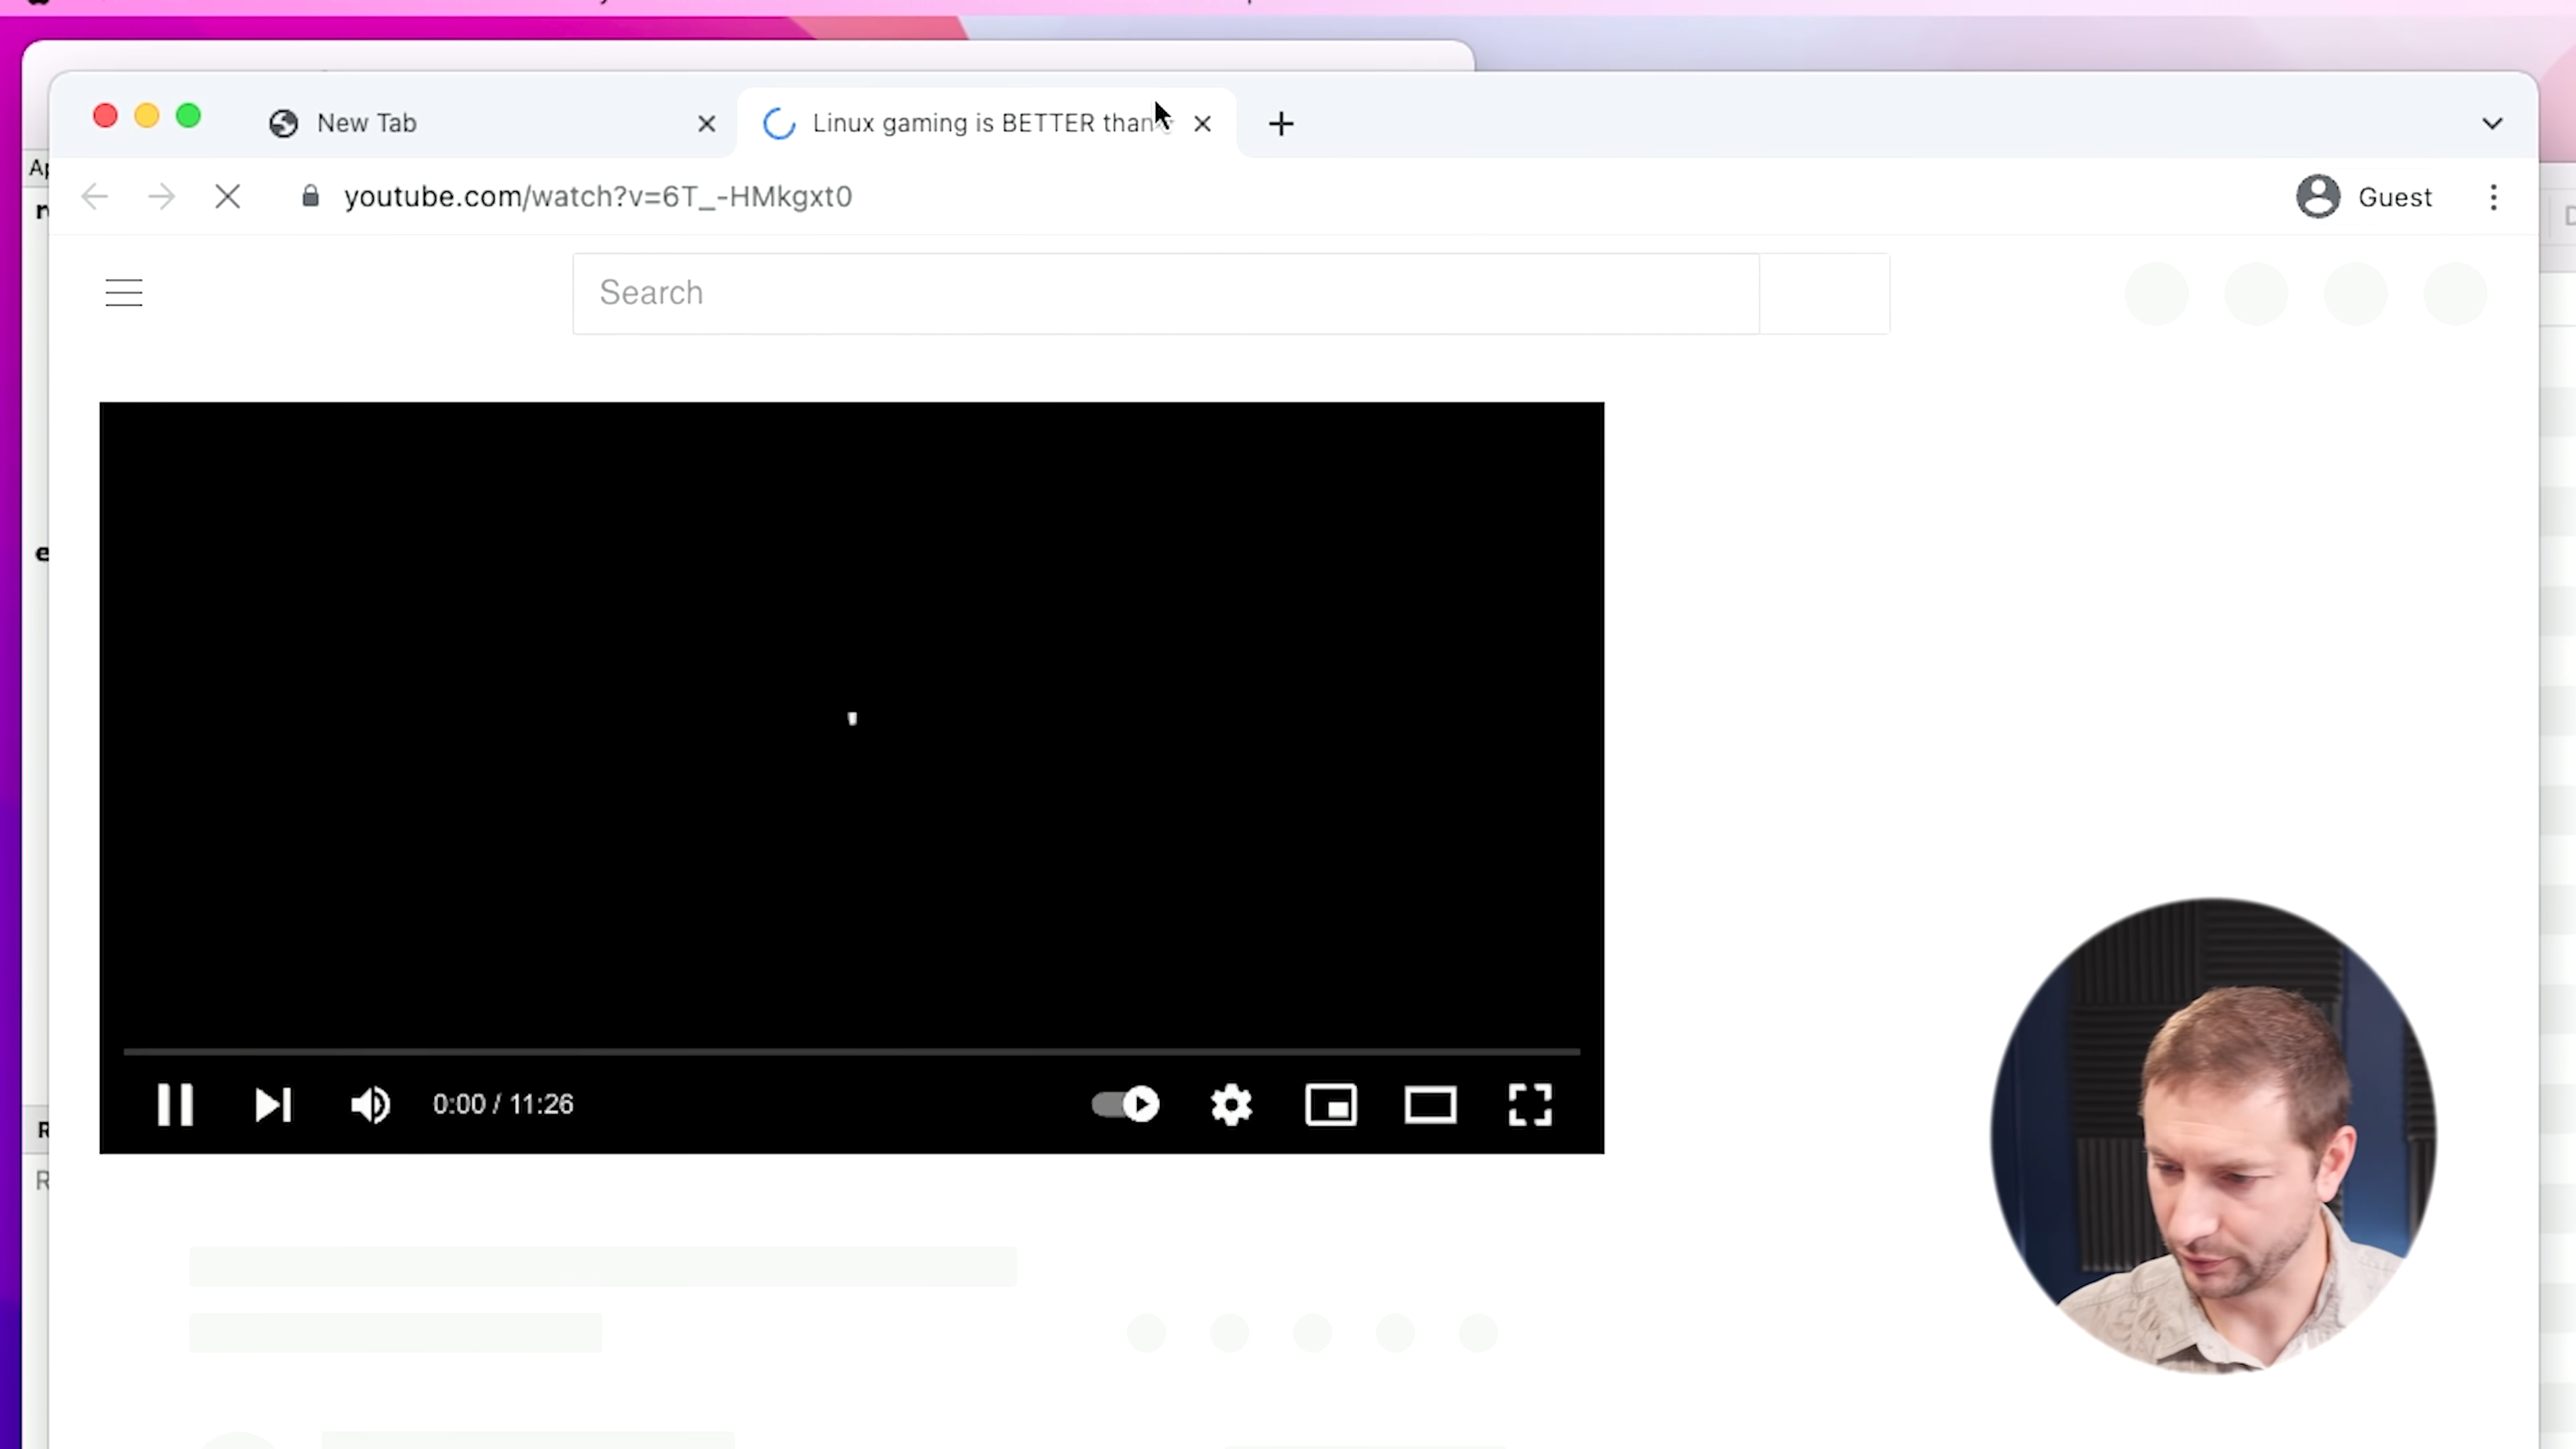 New Tab
Linux gaming is BETTER than
youtube.com/watch?v=6T_-HMkgxt0
Guest
Search
0:00 / 11:26